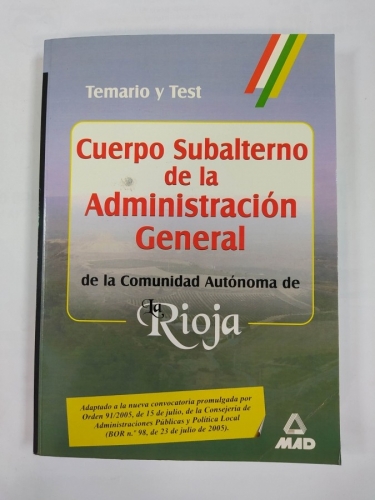 Temario y Test
Cuerpo Subalterno
de la
Administración
General
de la Comunidad Autónoma de
La Rioja
Adaptado a la nueva convocatoria promulgada por
Orden 91/2005, de 15 de julio, de la Consejería de
Administraciones Públicas y Política Local
(BOR n.º 98, de 23 de julio de 2005).
MAD